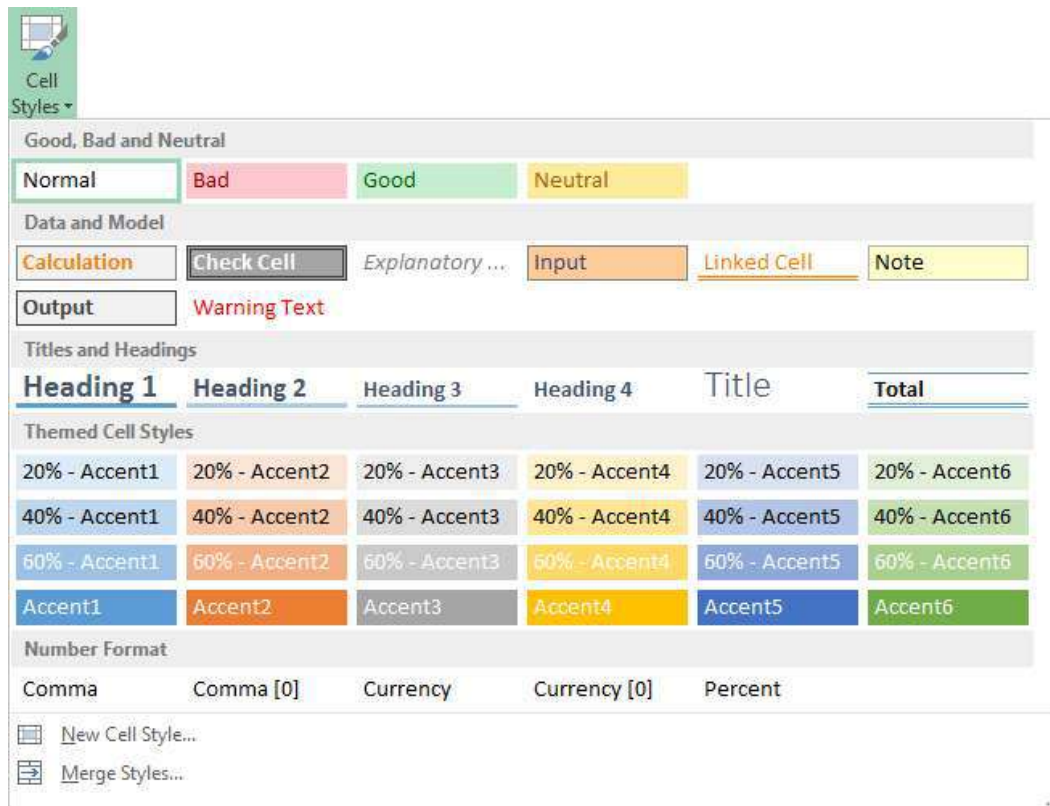 Cell
Styles
Good, Bad and Neutral
Normal Bad Good Neutral
Data and Model
Calculation Check Cell Explanatory ... Input Linked Cell Note
Output Warning Text
Titles and Headings
Heading 1 Heading 2 Heading 3 Heading 4 Title Total
Themed Cell Styles
20% - Accent1 20% - Accent2 20% - Accent3 20% - Accent4 20% - Accent5 20% - Accent6
40% - Accent1 40% - Accent2 40% - Accent3 40% - Accent4 40% - Accent5 40% - Accent6
60% - Accent1 60% - Accent2 60% - Accent3 60% - Accent4 60% - Accent5 60% - Accent6
Accent1 Accent2 Accent3 Accent4 Accent5 Accent6
Number Format
Comma Comma [0] Currency Currency [0] Percent
New Cell Style...
Merge Styles...